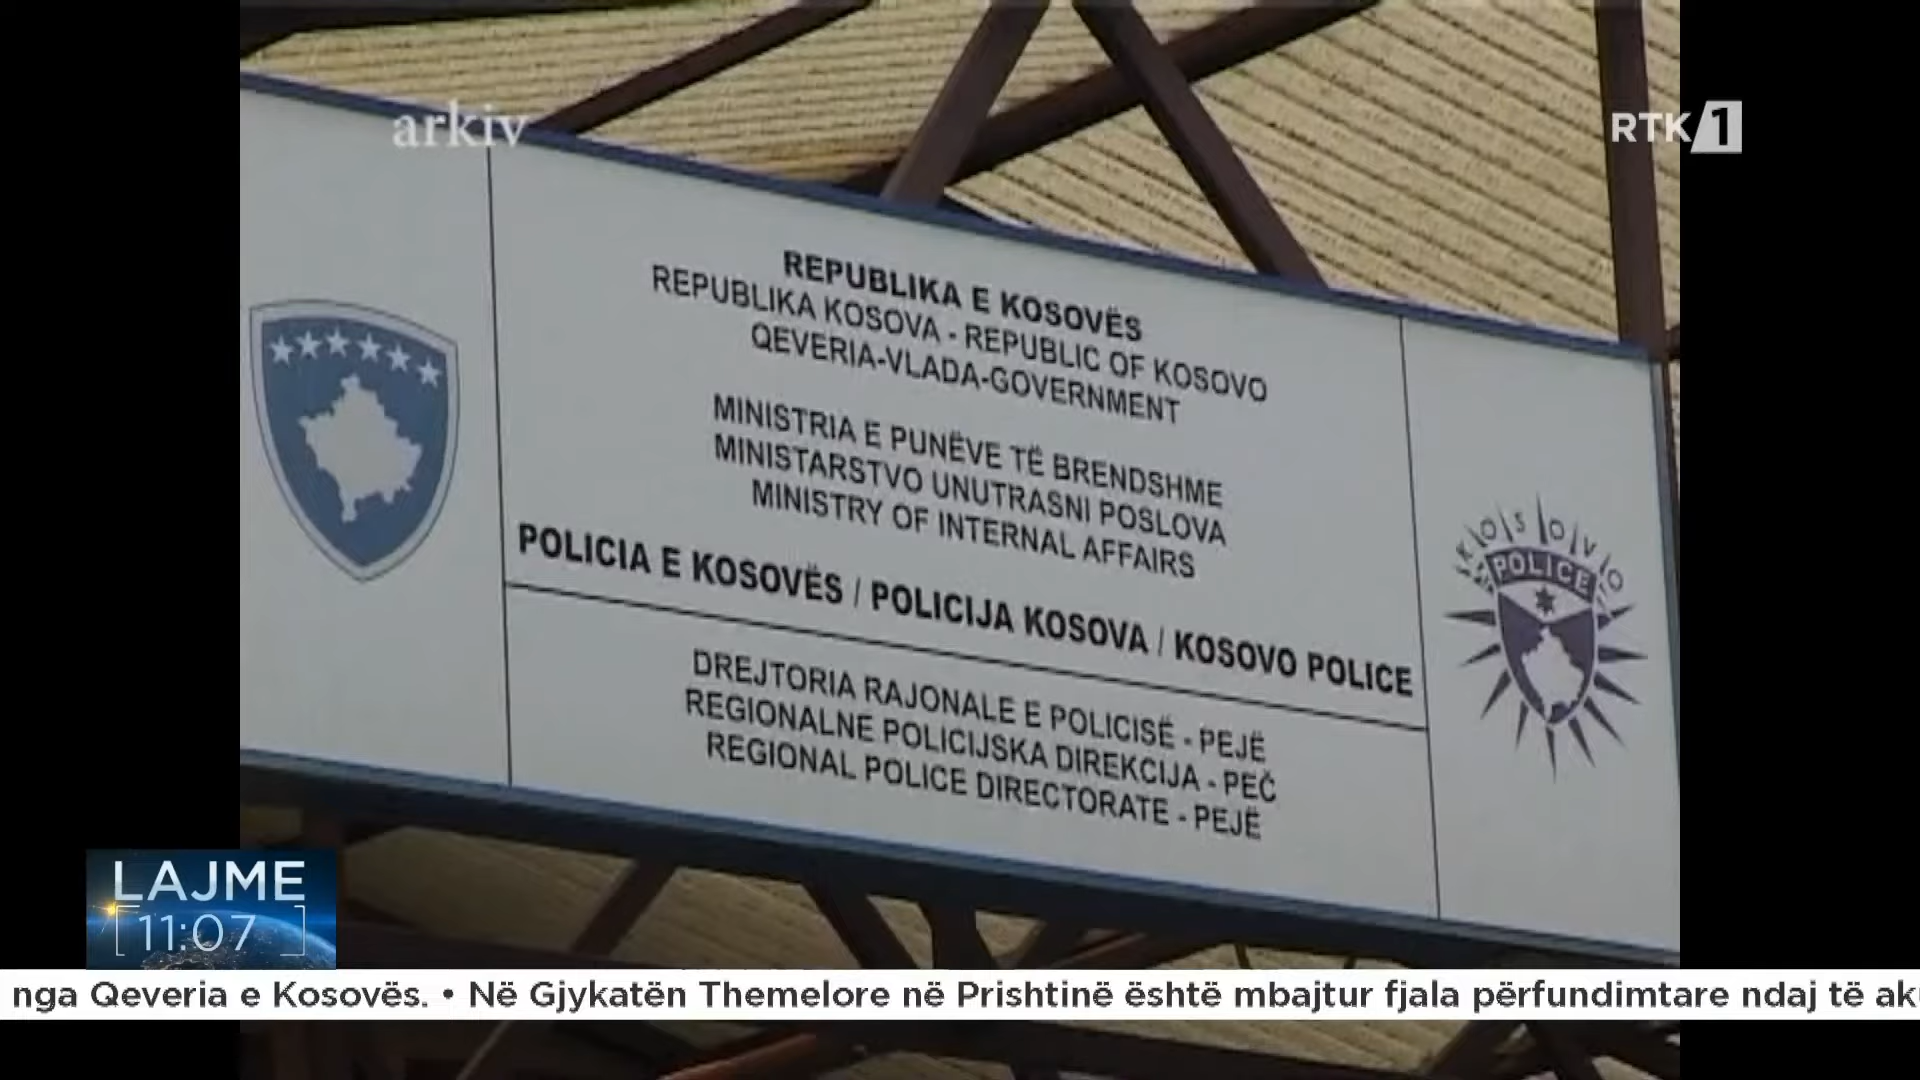 arkiv
RTK 1
REPUBLIKA E KOSOVËS
REPUBLIKA KOSOVA - REPUBLIC OF KOSOVO
QEVERIA-VLADA-GOVERNMENT
MINISTRIA E PUNËVE TË BRENDSHME
MINISTARSTVO UNUTRASNI POSLOVA
MINISTRY OF INTERNAL AFFAIRS
POLICIA E KOSOVËS / POLICIJA KOSOVA / KOSOVO POLICE
KOSOVO
POLICE
DREJTORIA RAJONALE E POLICISË - PEJË
REGIONALNE POLICIJSKA DIREKCIJA - PEČ
REGIONAL POLICE DIRECTORATE - PEJË
LAJME
11:07
nga Qeveria e Kosovës. • Në Gjykatën Themelore në Prishtinë është mbajtur fjala përfundimtare ndaj të